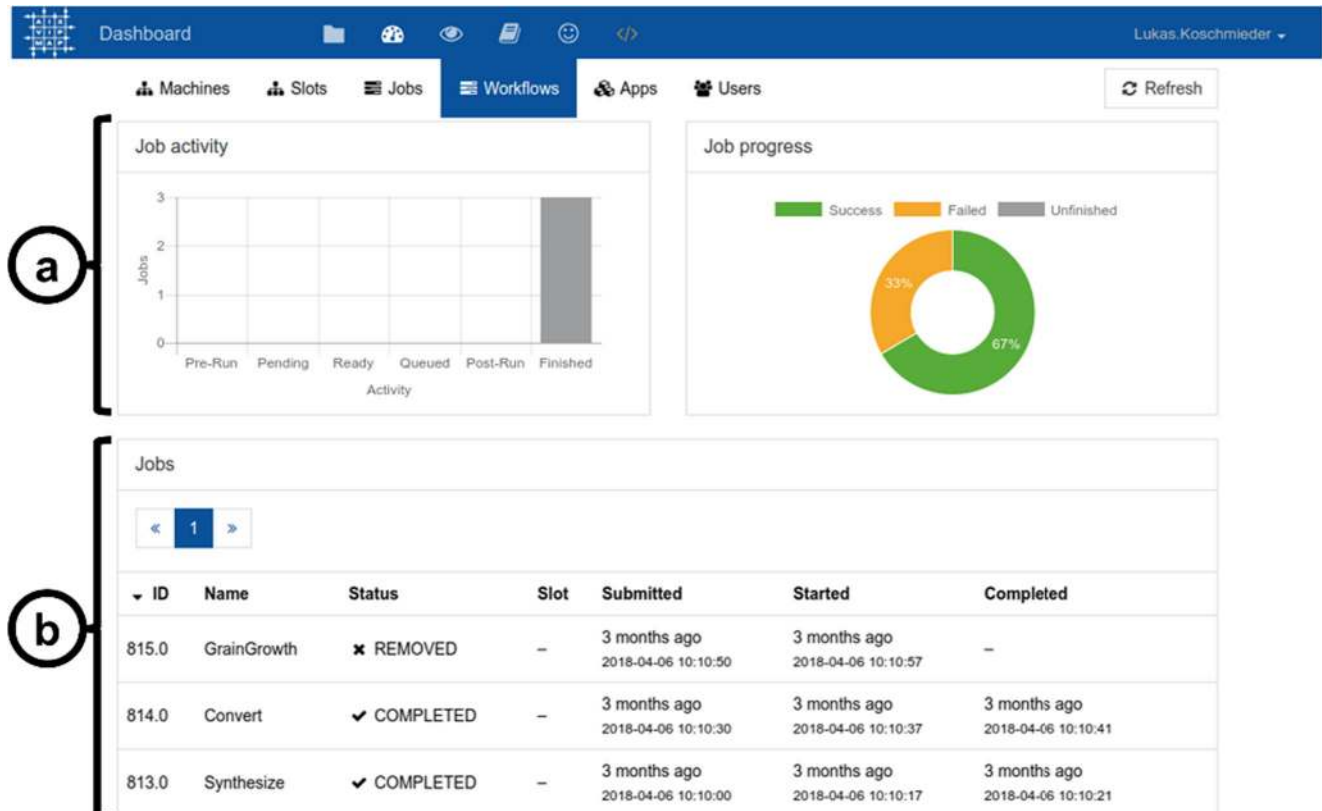 AIX
VIPMAP
Dashboard </> Lukas.Koschmieder
Machines Slots Jobs Workflows Apps Users Refresh
a
Job activity
3
2
1
0
Jobs
Pre-Run Pending Ready Queued Post-Run Finished
Activity
Job progress
Success Failed Unfinished
33%
67%
b
Jobs
« 1 »
ID Name Status Slot Submitted Started Completed
815.0 GrainGrowth ✖ REMOVED – 3 months ago 3 months ago –
2018-04-06 10:10:50 2018-04-06 10:10:57
814.0 Convert ✔ COMPLETED – 3 months ago 3 months ago 3 months ago
2018-04-06 10:10:30 2018-04-06 10:10:37 2018-04-06 10:10:41
813.0 Synthesize ✔ COMPLETED – 3 months ago 3 months ago 3 months ago
2018-04-06 10:10:00 2018-04-06 10:10:17 2018-04-06 10:10:21